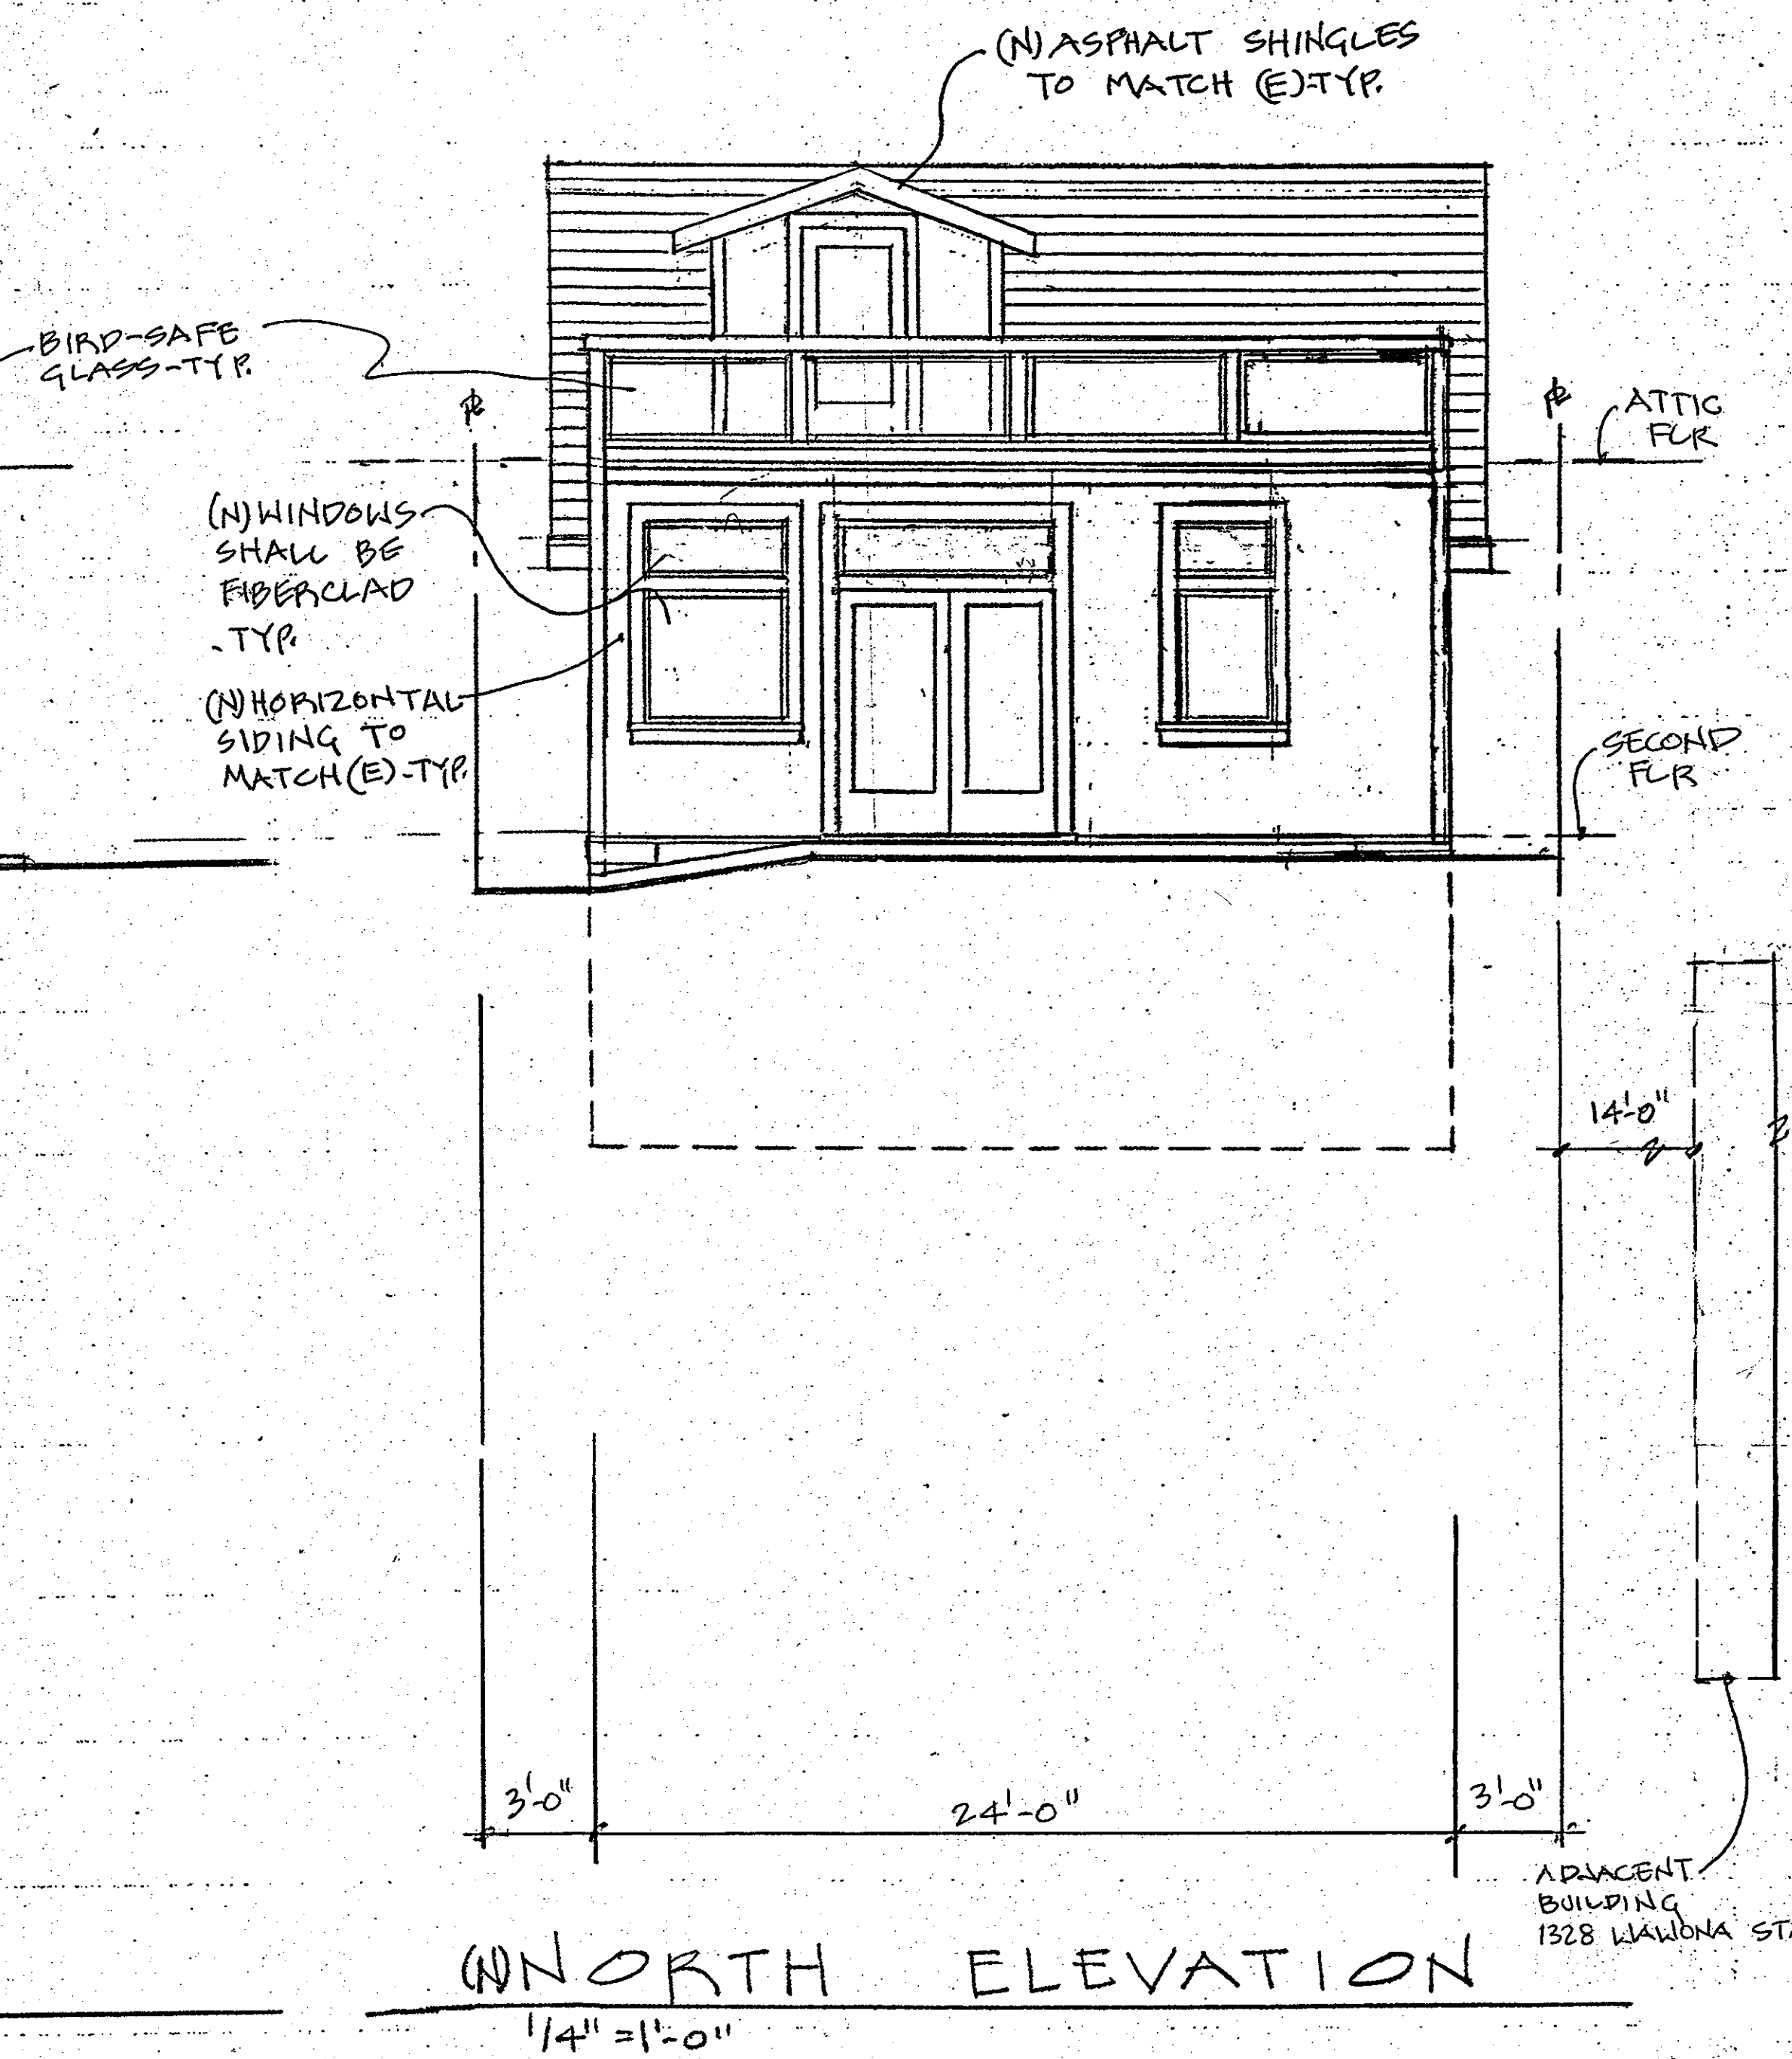 (N) ASPHALT SHINGLES
TO MATCH (E)-TYP.
BIRD-SAFE
GLASS-TYP.
ATTIC
FLR
(N) WINDOWS
SHALL BE
FIBERCLAD
-TYP.
(N) HORIZONTAL
SIDING TO
MATCH (E)-TYP.
SECOND
FLR
14'-0"
3'-0"
24'-0"
3'-0"
ADJACENT
BUILDING
1328 WAWONA
(N) NORTH ELEVATION
1/4" = 1'-0"